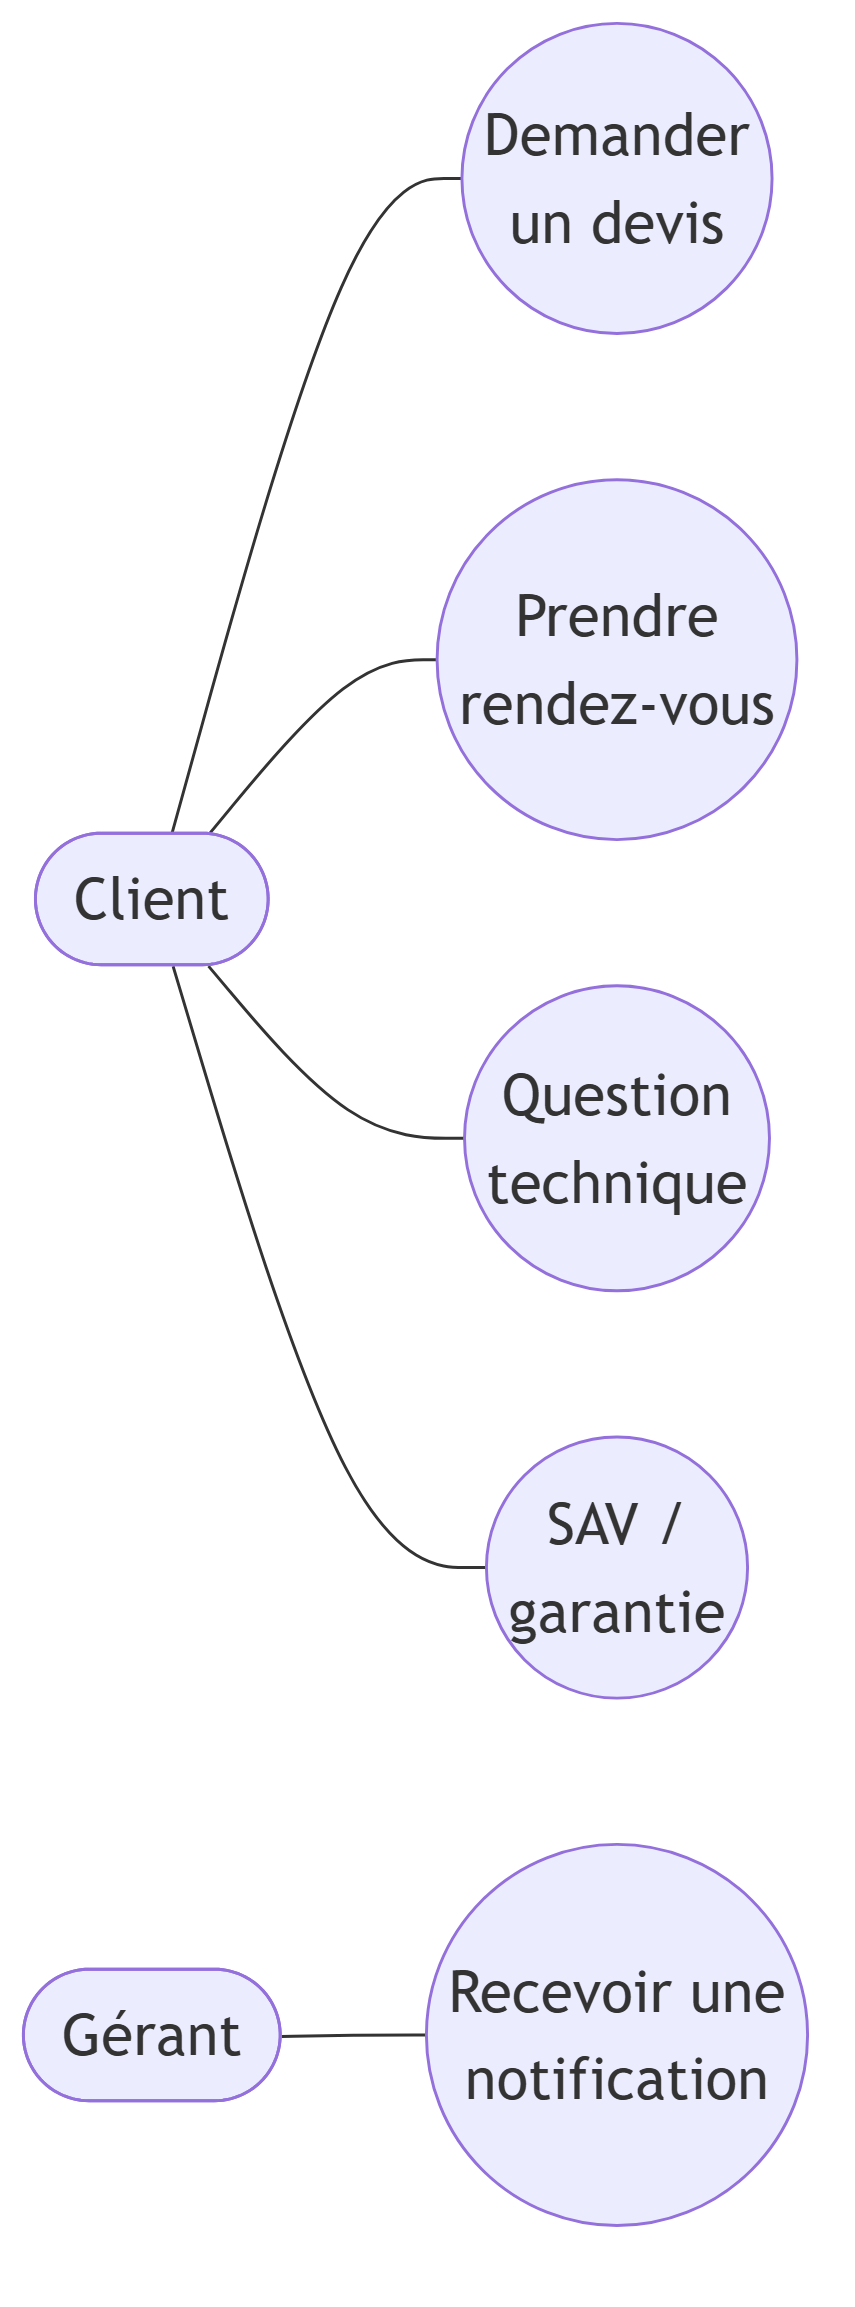 Demander
un devis
Prendre
rendez-vous
Client
Question
technique
SAV /
garantie
Gérant
Recevoir une
notification